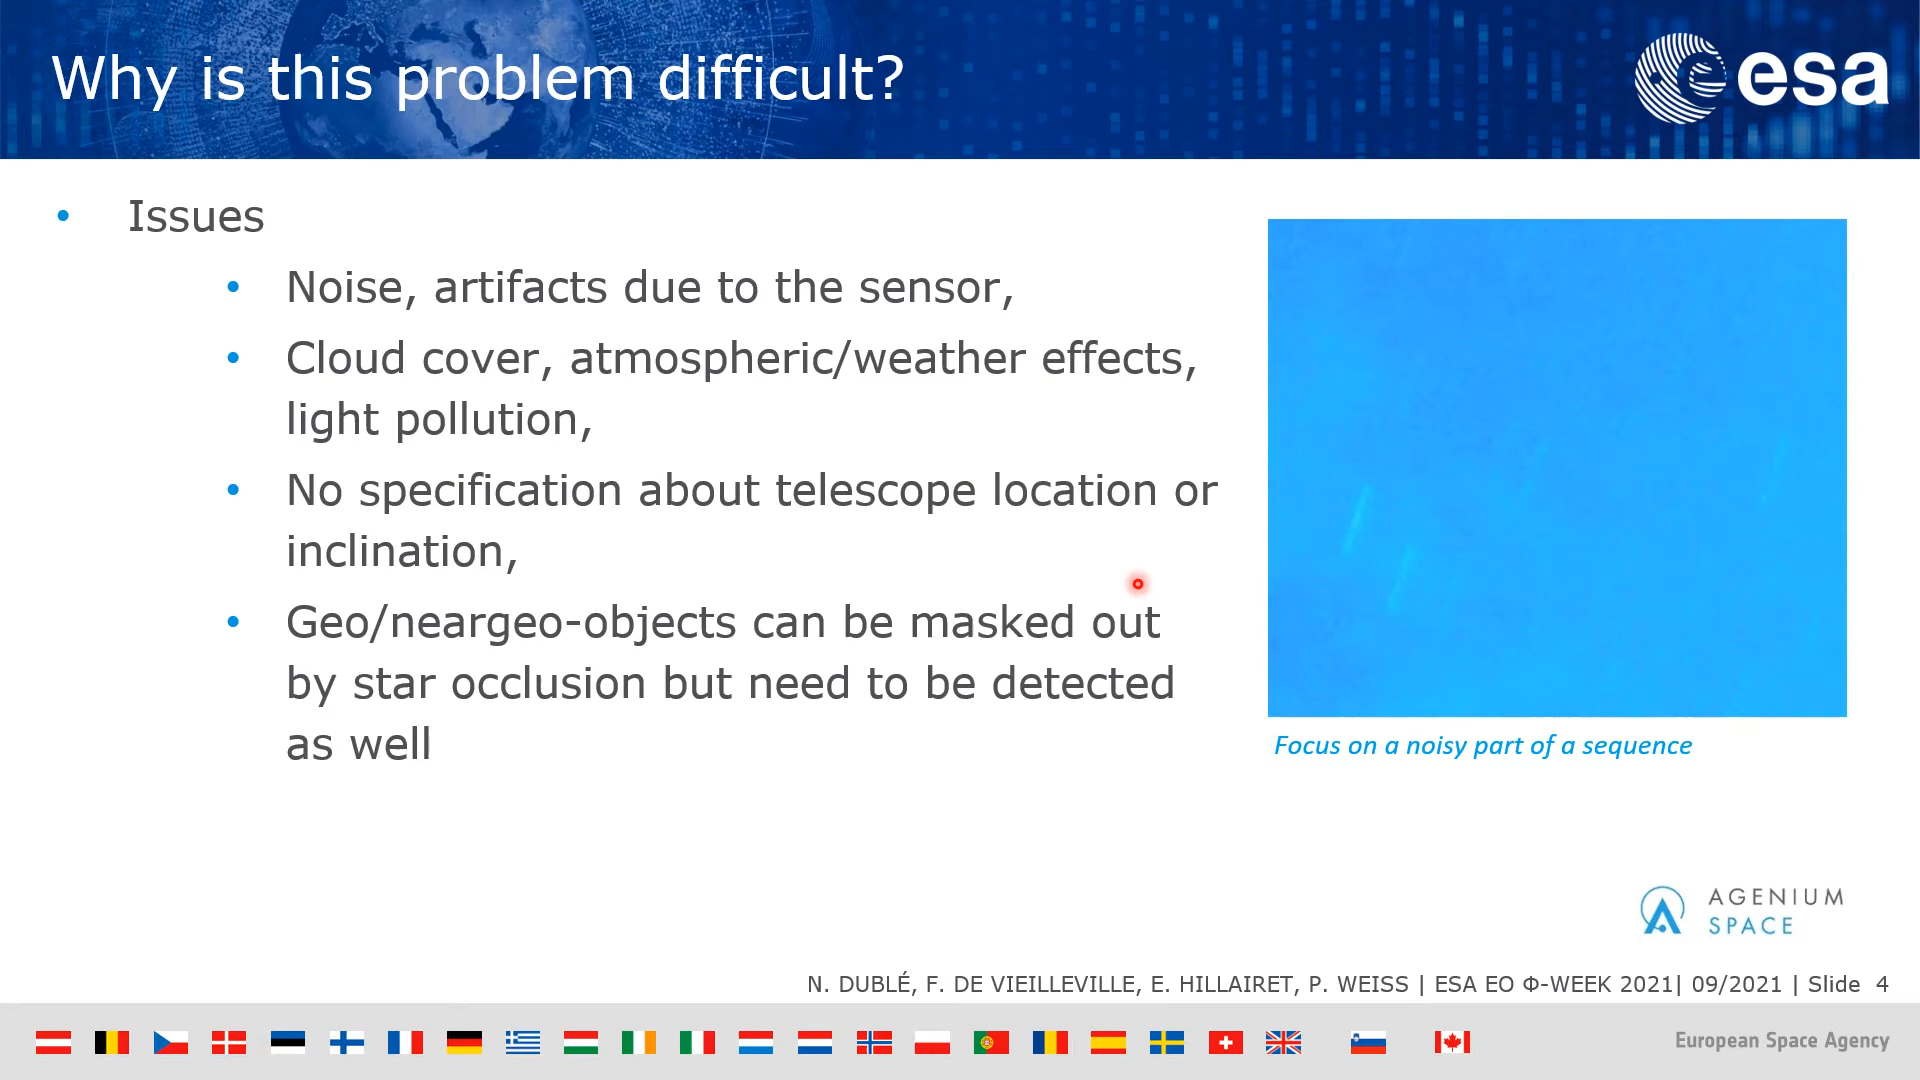 Why is this problem difficult?
esa
• Issues
• Noise, artifacts due to the sensor,
• Cloud cover, atmospheric/weather effects,
light pollution,
• No specification about telescope location or
inclination,
• Geo/neargeo-objects can be masked out
by star occlusion but need to be detected
as well
Focus on a noisy part of a sequence
AGENIUM
SPACE
N. DUBLÉ, F. DE VIEILLEVILLE, E. HILLAIRET, P. WEISS | ESA EO Φ-WEEK 2021| 09/2021 | Slide 4
European Space Agency